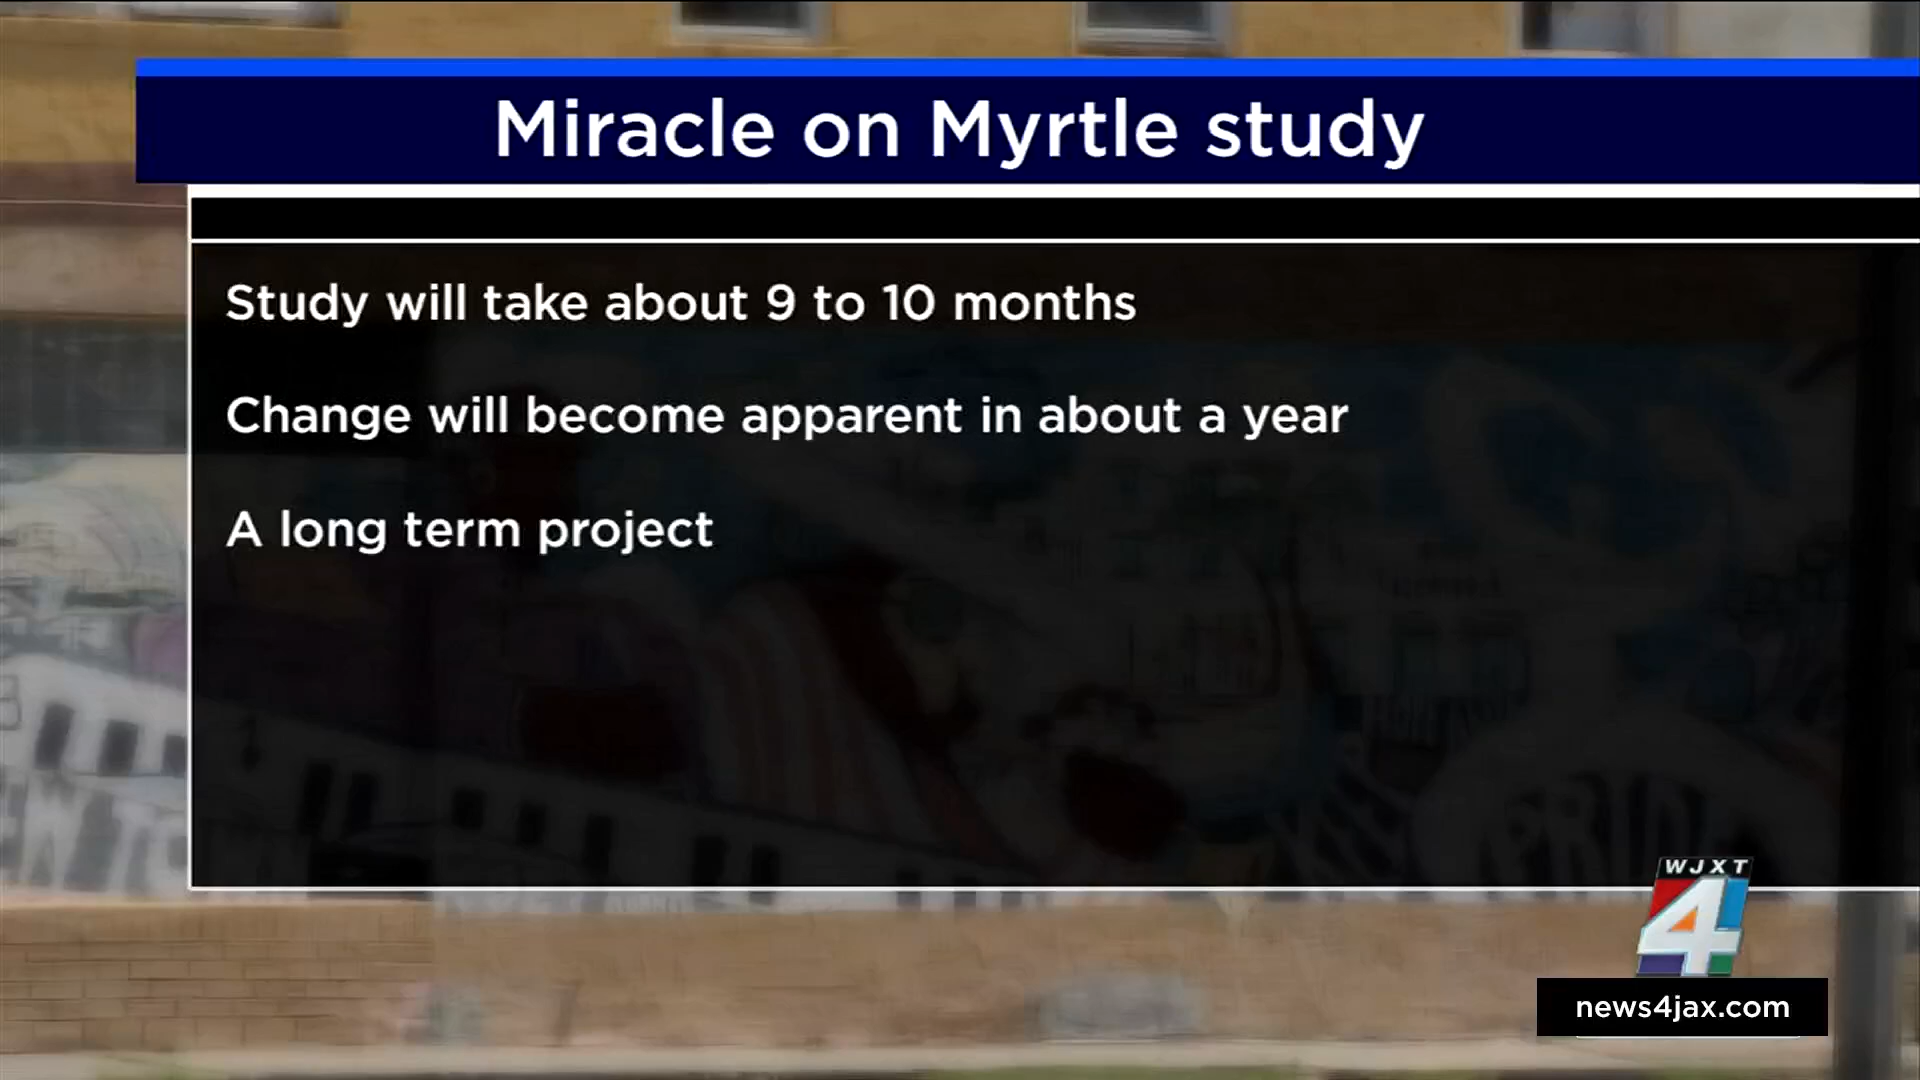 Miracle on Myrtle study
Study will take about 9 to 10 months
Change will become apparent in about a year
A long term project
PRIDE
WJXT
4
news4jax.com